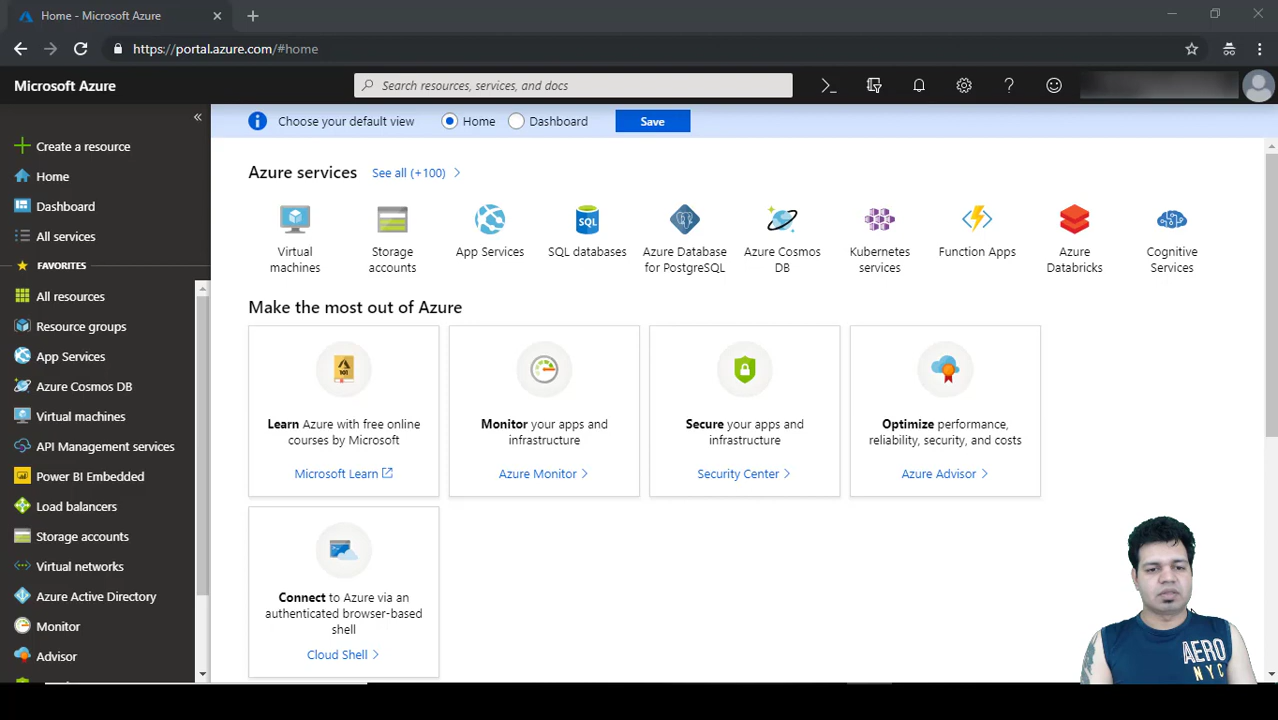 Home - Microsoft Azure
https://portal.azure.com/#home
Microsoft Azure
Search resources, services, and docs
Choose your default view
Home
Dashboard
Save
Create a resource
Home
Dashboard
All services
FAVORITES
All resources
Resource groups
App Services
Azure Cosmos DB
Virtual machines
API Management services
Power BI Embedded
Load balancers
Storage accounts
Virtual networks
Azure Active Directory
Monitor
Advisor
Azure services
See all (+100)
Virtual
machines
Storage
accounts
App Services
SQL
SQL databases
Azure Database
for PostgreSQL
Azure Cosmos
DB
Kubernetes
services
Function Apps
Azure
Databricks
Cognitive
Services
Make the most out of Azure
101
Learn Azure with free online
courses by Microsoft
Microsoft Learn
Monitor your apps and
infrastructure
Azure Monitor
Secure your apps and
infrastructure
Security Center
Optimize performance,
reliability, security, and costs
Azure Advisor
Connect to Azure via an
authenticated browser-based
shell
Cloud Shell
AERO
NYC